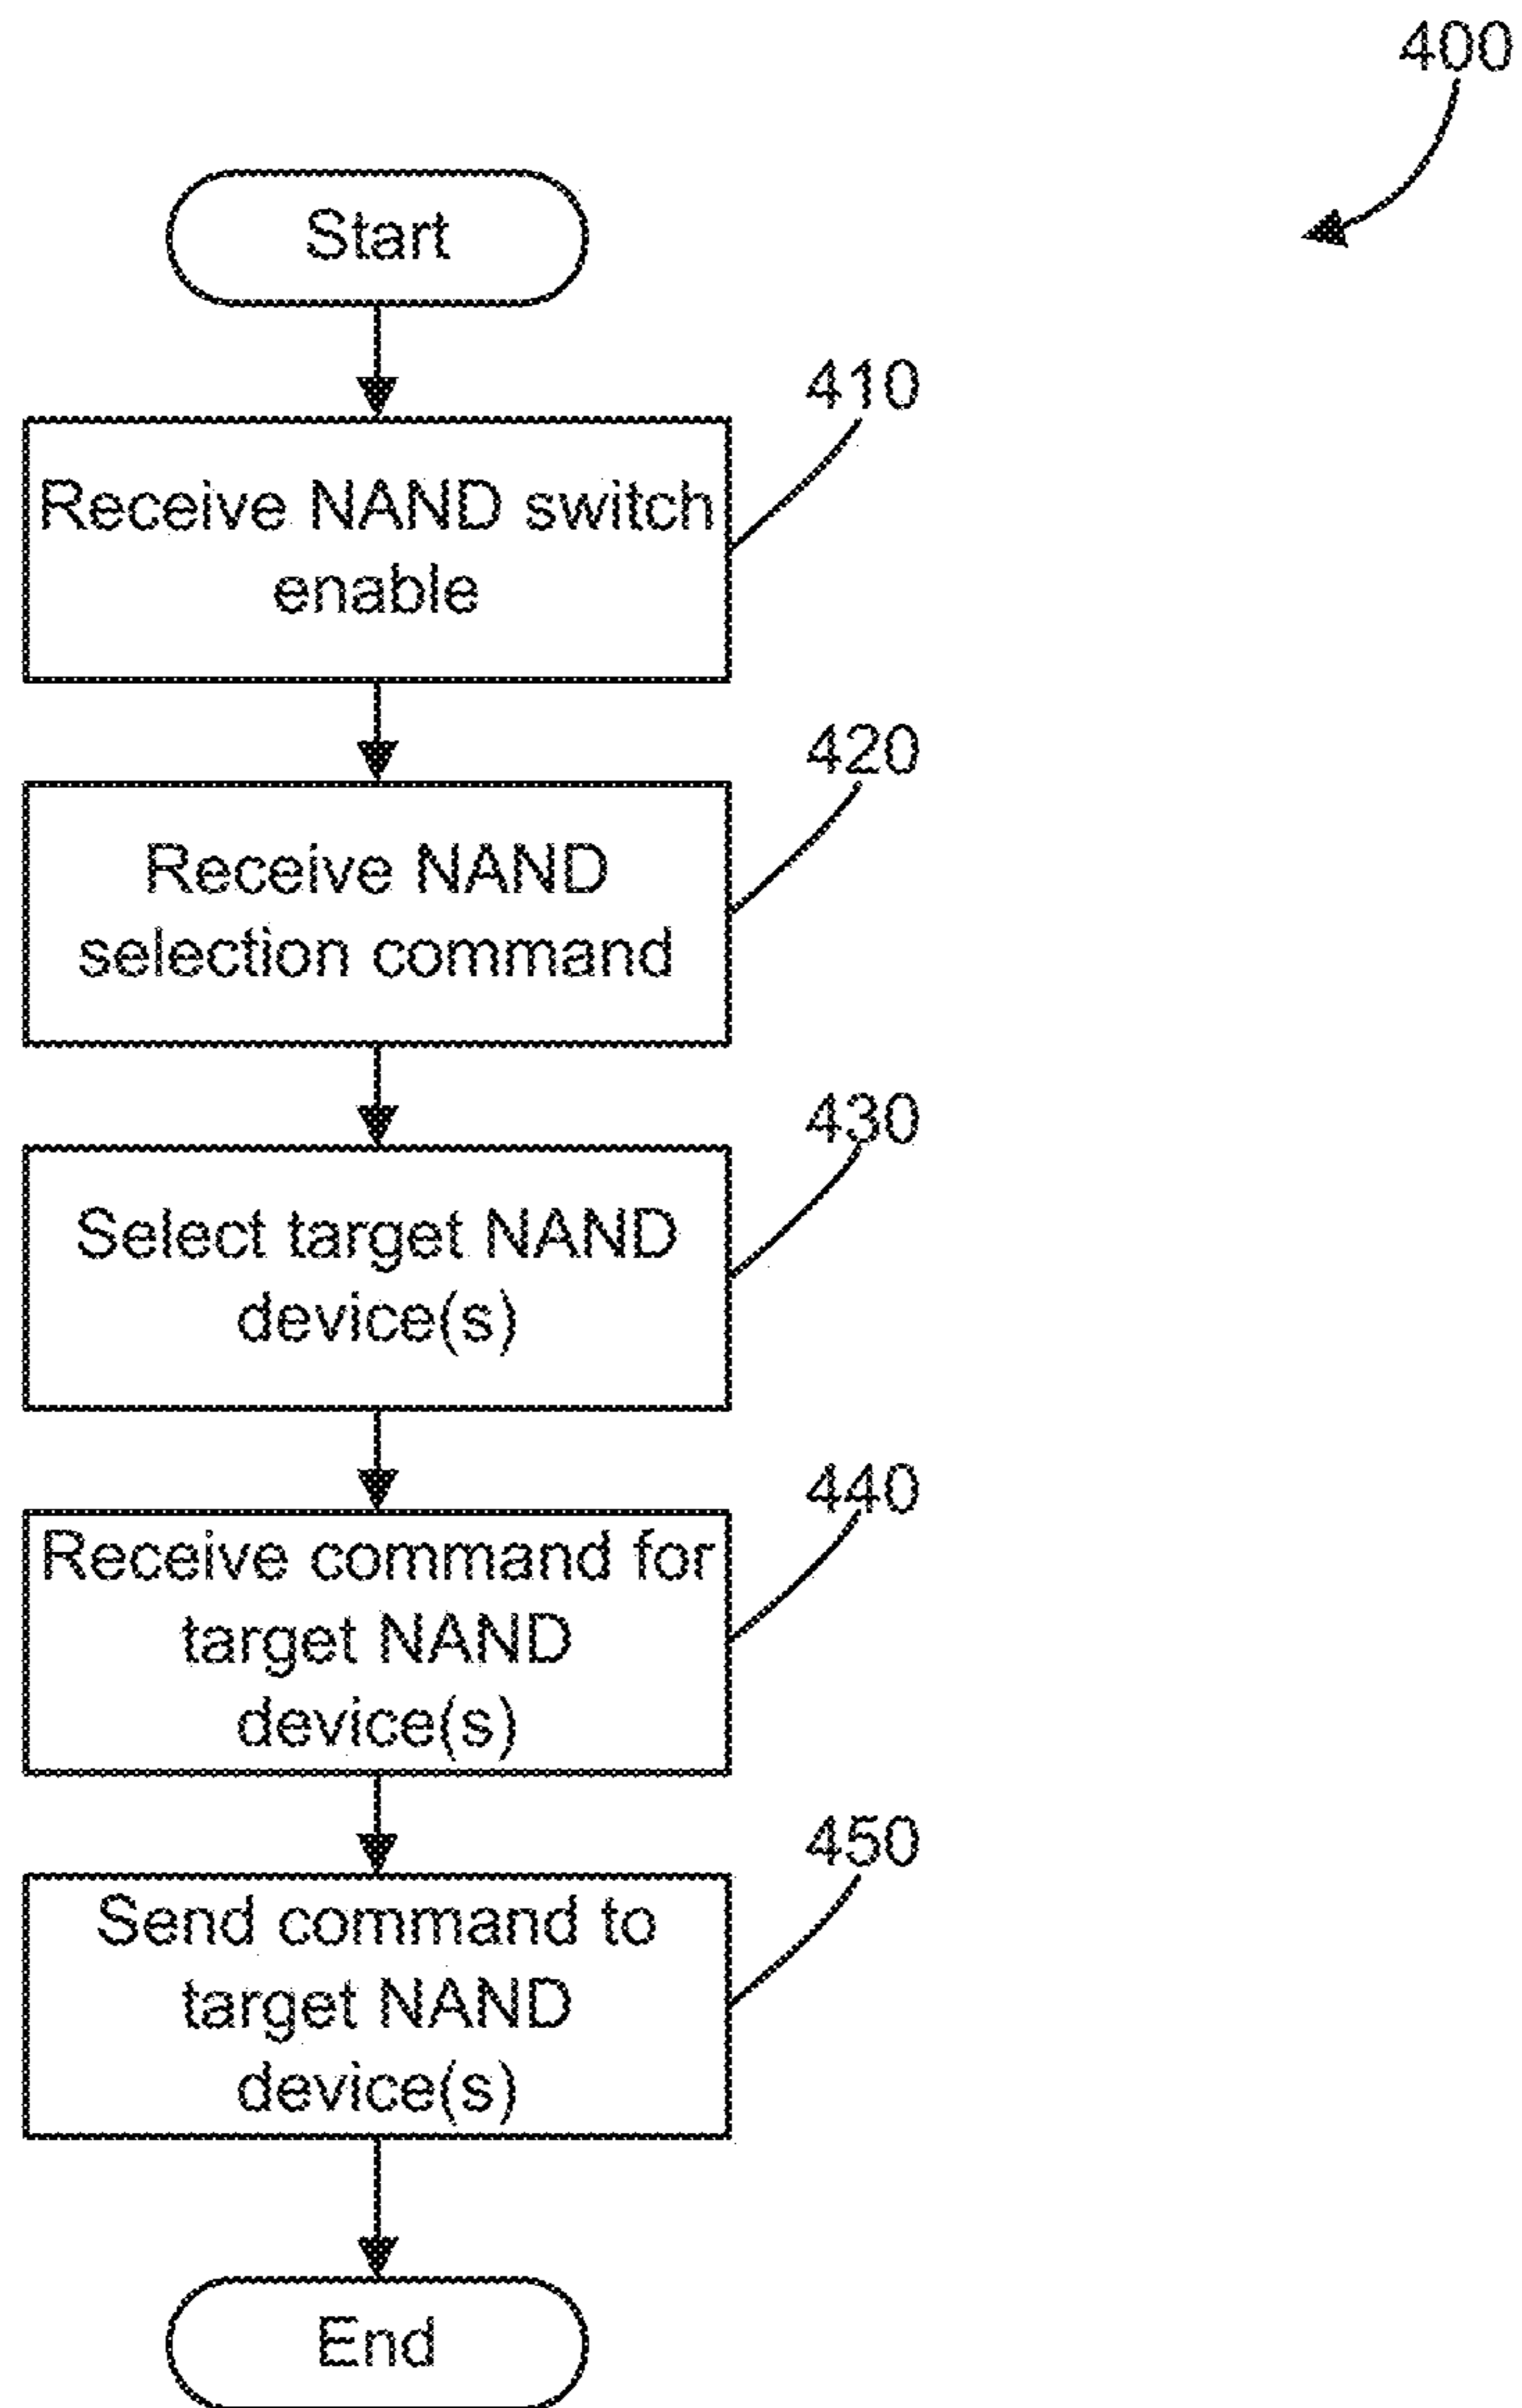 400
Start
410
Receive NAND switch
enable
420
Receive NAND
selection command
430
Select target NAND
device(s)
440
Receive command for
target NAND
device(s)
450
Send command to
target NAND
device(s)
End